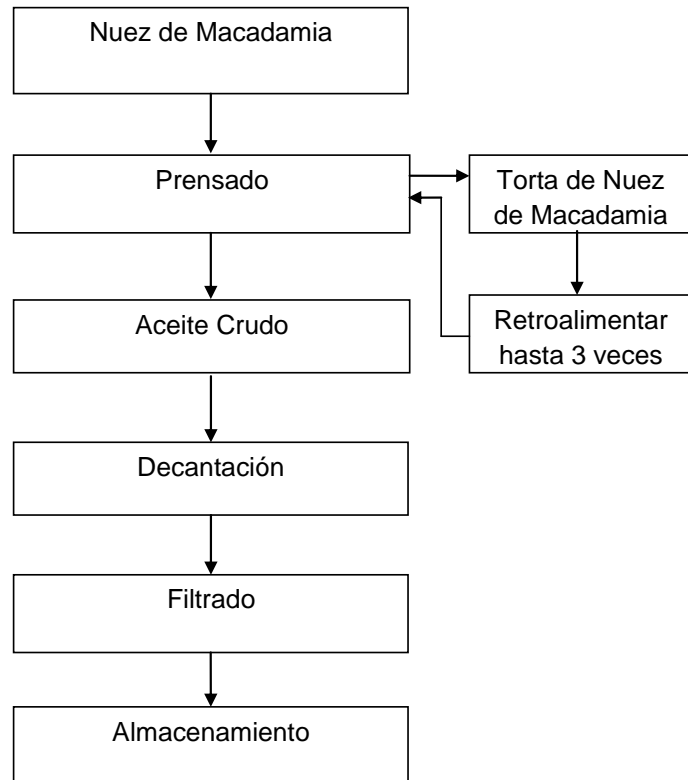 Nuez de Macadamia
Prensado
Torta de Nuez
de Macadamia
Aceite Crudo
Retroalimentar
hasta 3 veces
Decantación
Filtrado
Almacenamiento